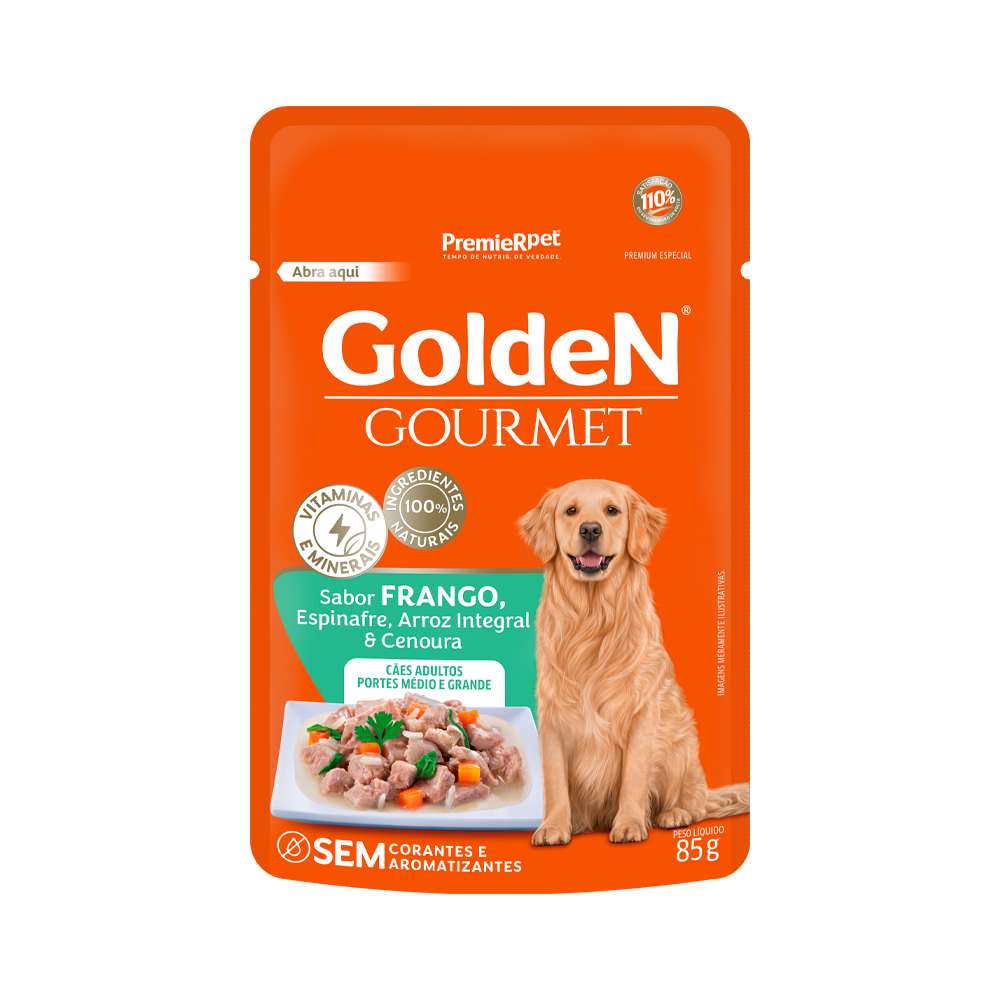 SATISFAÇÃO
110%
PremieRpet
TEMPO DE NUTRIR. DE VERDADE.
PREMIUM ESPECIAL
Abra aqui
GoldeN®
GOURMET
VITAMINAS
E MINERAIS
INGREDIENTES
100%
NATURAIS
Sabor FRANGO,
Espinafre, Arroz Integral
& Cenoura
CÃES ADULTOS
PORTES MÉDIO E GRANDE
IMAGENS MERAMENTE ILUSTRATIVAS.
SEM CORANTES E
AROMATIZANTES
PESO LÍQUIDO
85g